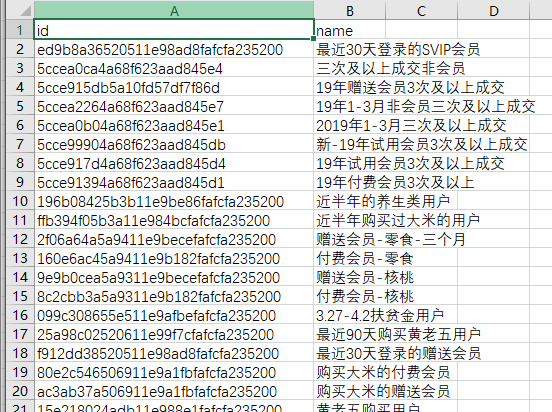 A B C D
1 id name
2 ed9b8a36520511e98ad8fafcfa235200 最近30天登录的SVIP会员
3 5ccea0ca4a68f623aad845e4 三次及以上成交非会员
4 5cce915db5a10fd57df7f86d 19年赠送会员3次及以上成交
5 5ccea2264a68f623aad845e7 19年1-3月非会员三次及以上成交
6 5ccea0b04a68f623aad845e1 2019年1-3月三次及以上成交
7 5cce99904a68f623aad845db 新-19年试用会员3次及以上成交
8 5cce917d4a68f623aad845d4 19年试用会员3次及以上成交
9 5cce91394a68f623aad845d1 19年付费会员3次及以上
10 196b08425b3b11e9be86fafcfa235200 近半年的养生类用户
11 ffb394f05b3a11e984bcfafcfa235200 近半年购买过大米的用户
12 2f06a64a5a9411e9becefafcfa235200 赠送会员-零食-三个月
13 160e6ac45a9411e9b182fafcfa235200 付费会员-零食
14 9e9b0cea5a9311e9becefafcfa235200 赠送会员-核桃
15 8c2cbb3a5a9311e9b182fafcfa235200 付费会员-核桃
16 099c308655e511e9afbefafcfa235200 3.27-4.2扶贫金用户
17 25a98c02520611e99f7cfafcfa235200 最近90天购买黄老五用户
18 f912dd38520511e98ad8fafcfa235200 最近30天登录的赠送会员
19 80e2c546506911e9a1fbfafcfa235200 购买大米的付费会员
20 ac3ab37a506911e9a1fbfafcfa235200 购买大米的赠送会员
21 15e218024adb11e988e1fafcfa235200 黄老五购买用户